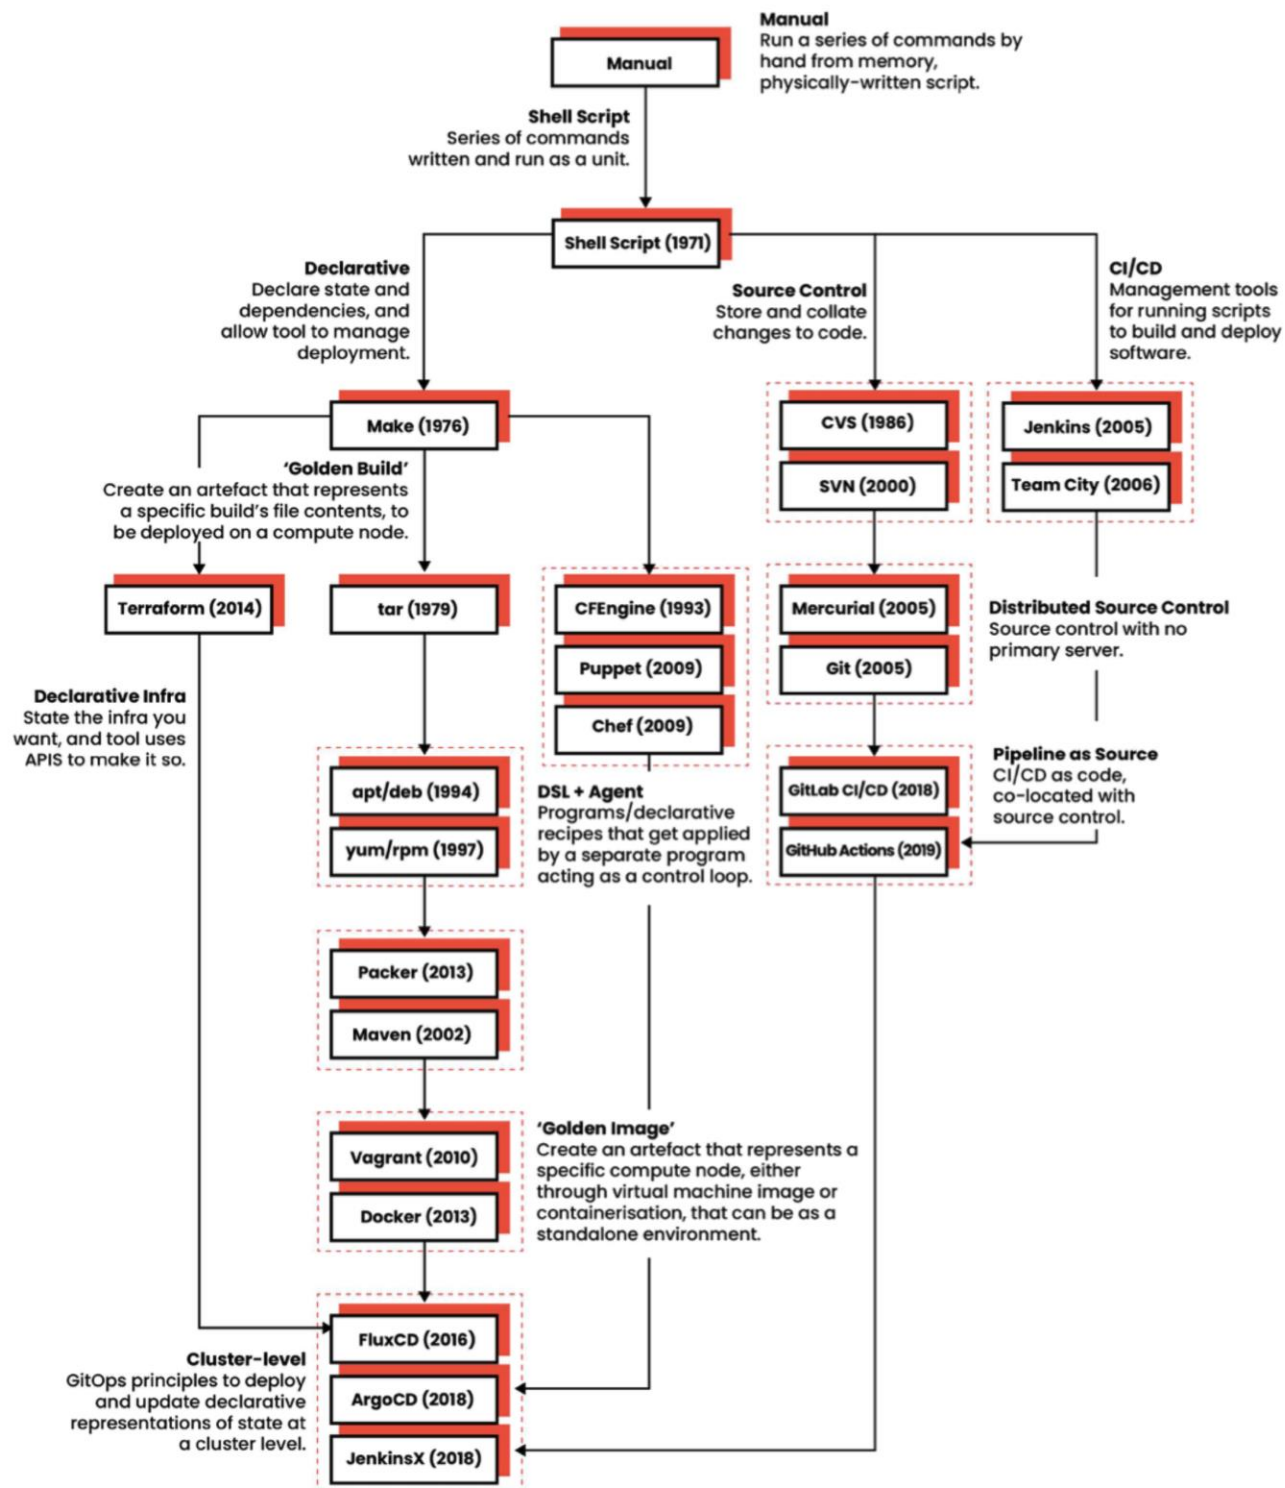 Manual
Manual
Run a series of commands by
hand from memory,
physically-written script.
Shell Script
Series of commands
written and run as a unit.
Shell Script (1971)
Declarative
Declare state and
dependencies, and
allow tool to manage
deployment.
Source Control
Store and collate
changes to code.
CI/CD
Management tools
for running scripts
to build and deploy
software.
Make (1976)
CVS (1986)
SVN (2000)
Jenkins (2005)
Team City (2006)
‘Golden Build’
Create an artefact that represents
a specific build’s file contents, to
be deployed on a compute node.
Terraform (2014)
tar (1979)
CFEngine (1993)
Puppet (2009)
Chef (2009)
Mercurial (2005)
Git (2005)
Distributed Source Control
Source control with no
primary server.
Declarative Infra
State the infra you
want, and tool uses
APIS to make it so.
apt/deb (1994)
yum/rpm (1997)
DSL + Agent
Programs/declarative
recipes that get applied
by a separate program
acting as a control loop.
GitLab CI/CD (2018)
GitHub Actions (2019)
Pipeline as Source
CI/CD as code,
co-located with
source control.
Packer (2013)
Maven (2002)
Vagrant (2010)
Docker (2013)
‘Golden Image’
Create an artefact that represents a
specific compute node, either
through virtual machine image or
containerisation, that can be as a
standalone environment.
FluxCD (2016)
ArgoCD (2018)
JenkinsX (2018)
Cluster-level
GitOps principles to deploy
and update declarative
representations of state at
a cluster level.